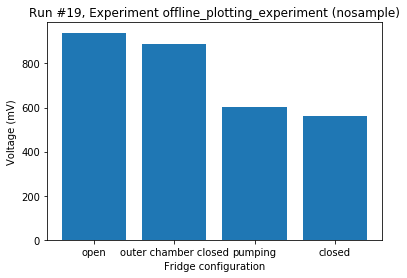 Run #19, Experiment offline_plotting_experiment (nosample)
Voltage (mV)
800
600
400
200
0
open outer chamber closed pumping closed
Fridge configuration